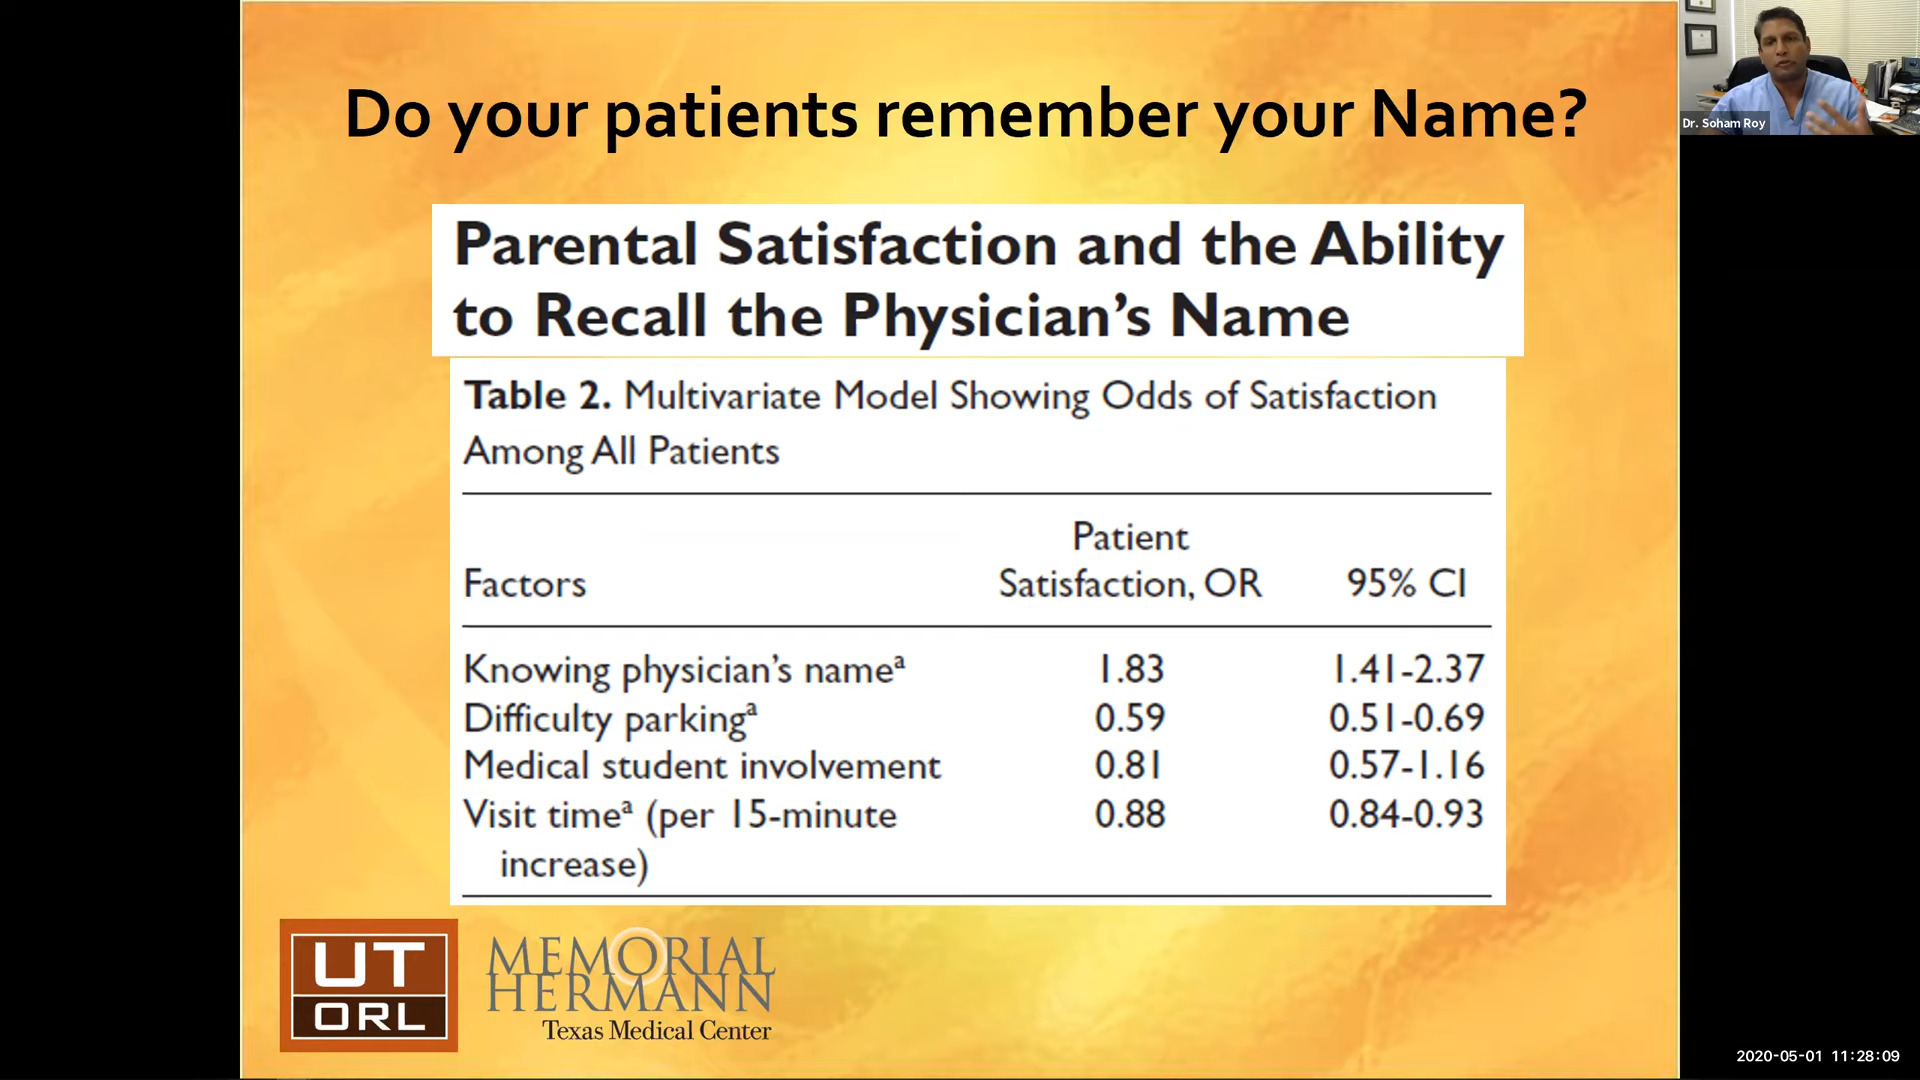 Do your patients remember your Name?
Dr. Soham Roy
Parental Satisfaction and the Ability
to Recall the Physician's Name
Table 2. Multivariate Model Showing Odds of Satisfaction
Among All Patients
Patient
Factors Satisfaction, OR 95% CI
Knowing physician's nameᵃ 1.83 1.41-2.37
Difficulty parkingᵃ 0.59 0.51-0.69
Medical student involvement 0.81 0.57-1.16
Visit timeᵃ (per 15-minute 0.88 0.84-0.93
increase)
UT
ORL
MEMORIAL
HERMANN
Texas Medical Center
2020-05-01 11:28:09